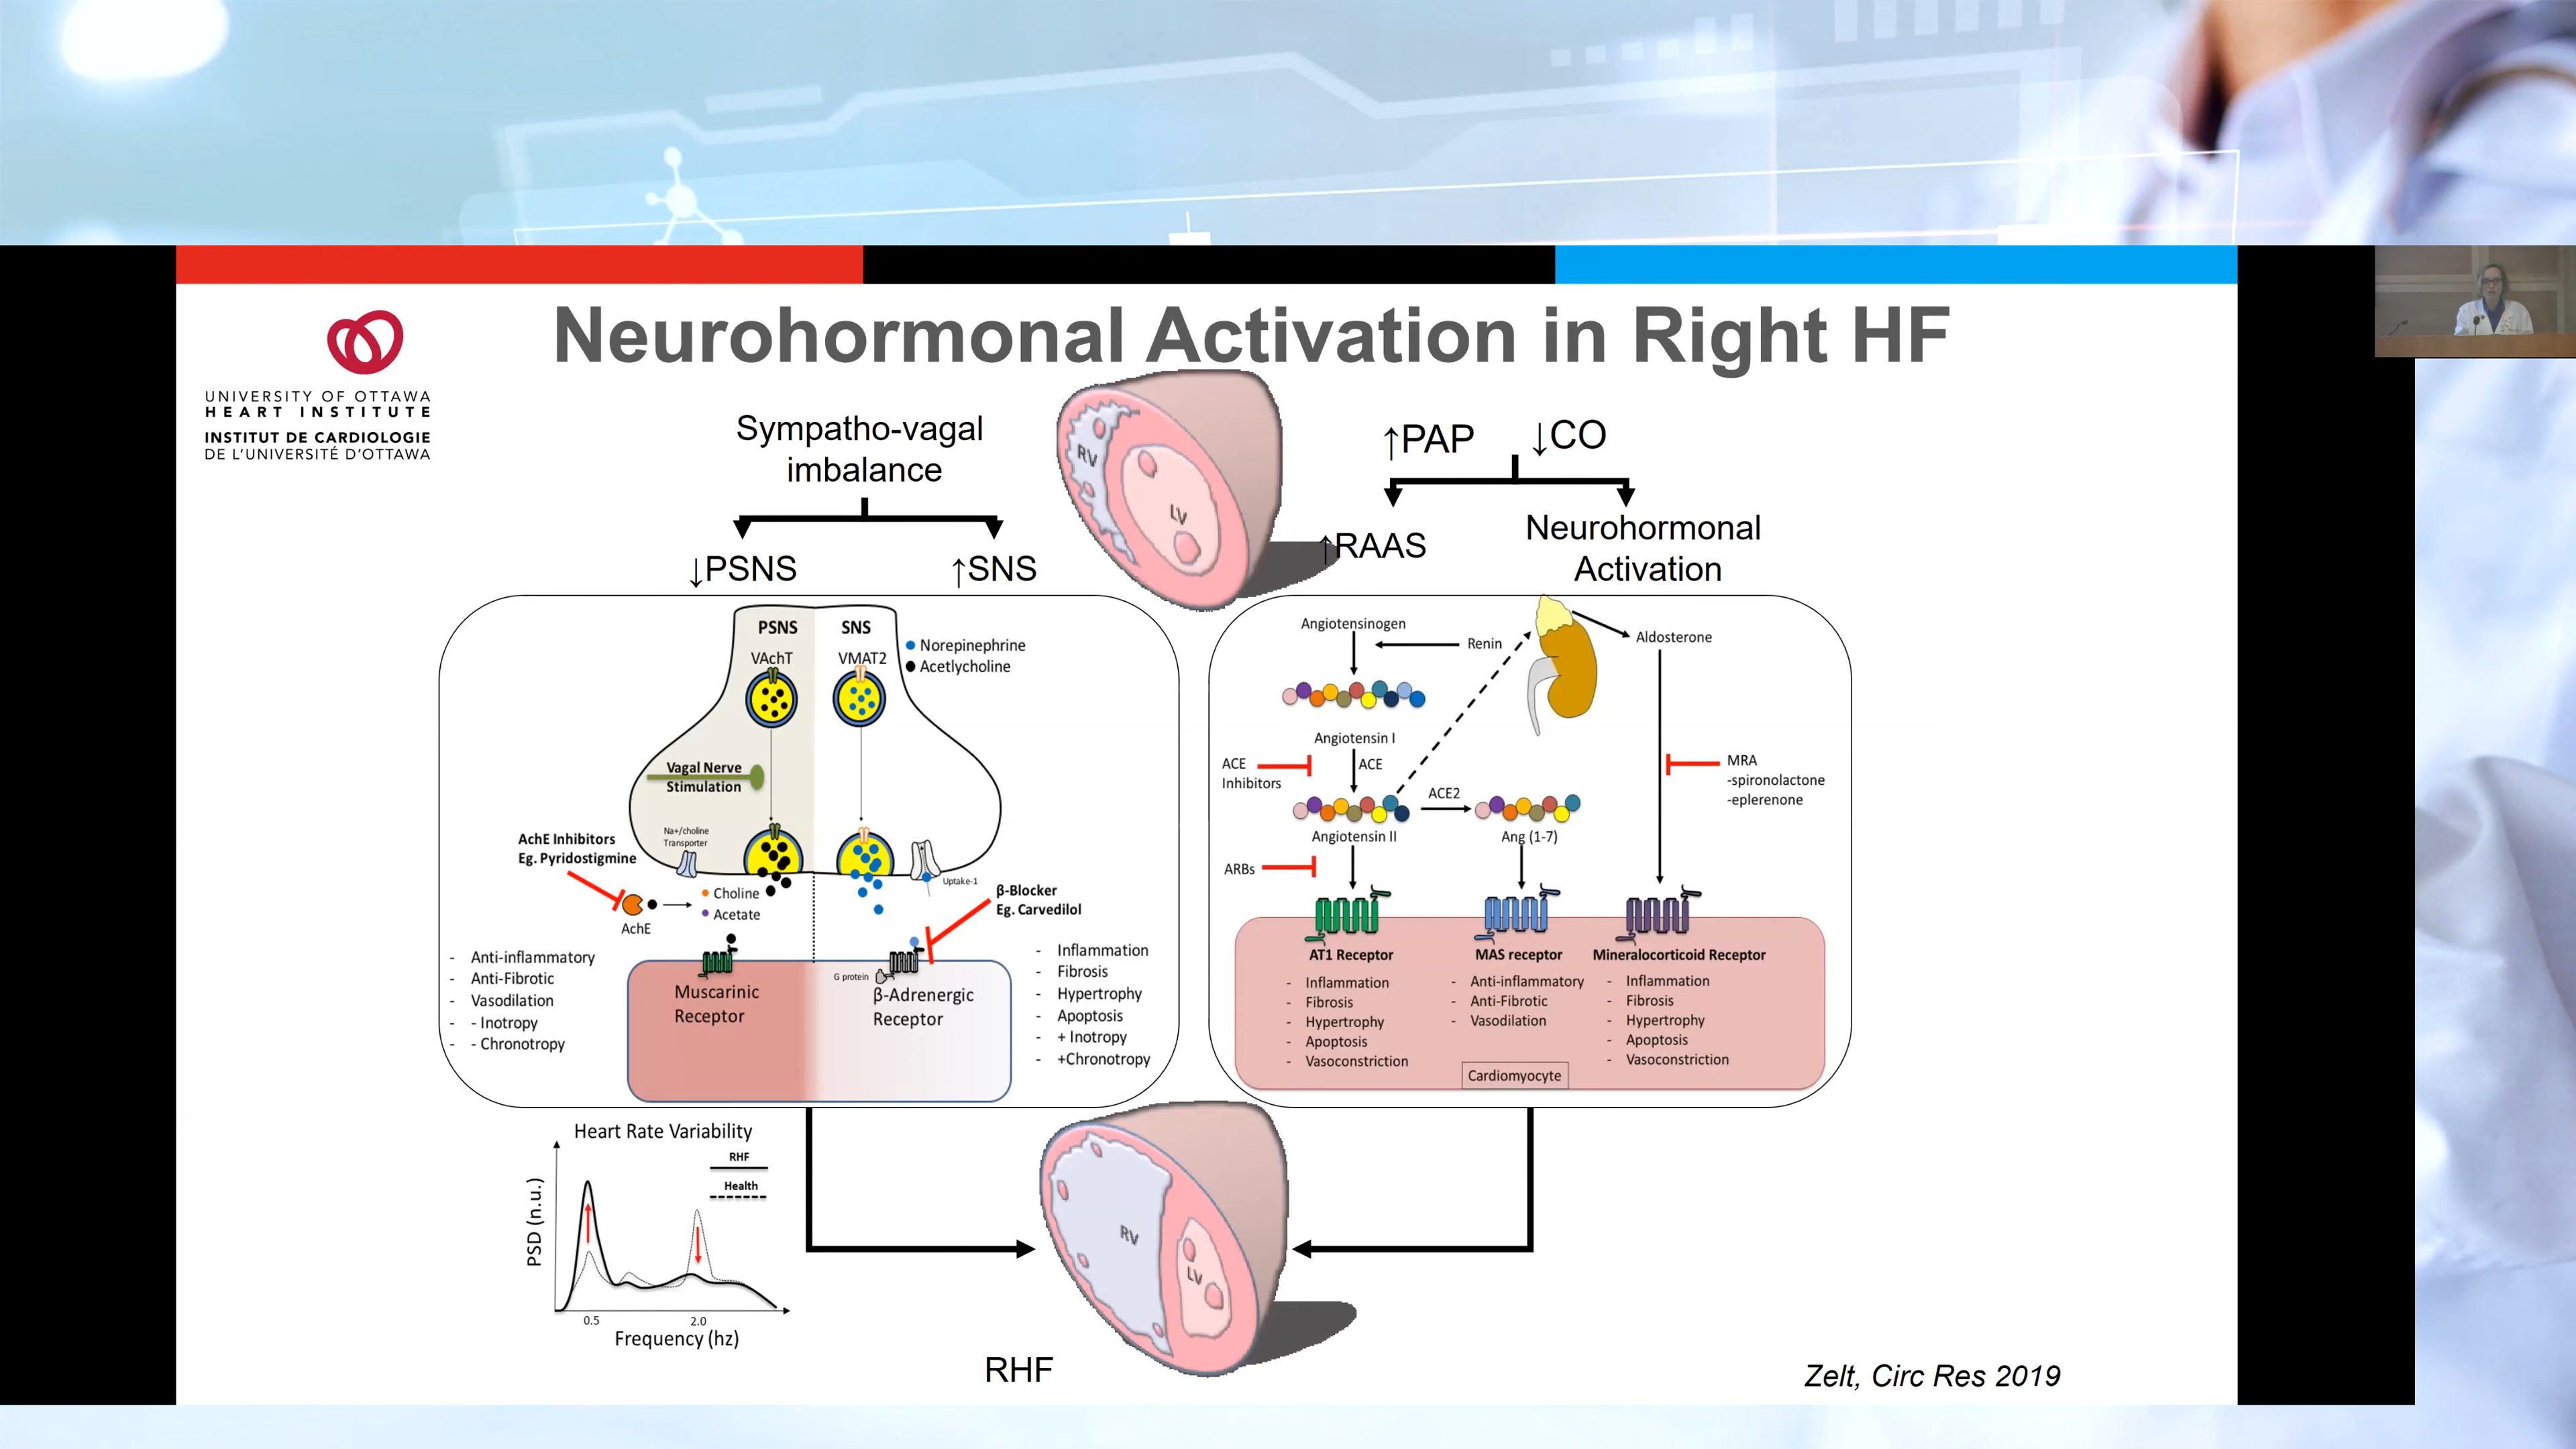 Neurohormonal Activation in Right HF
UNIVERSITY OF OTTAWA
HEART INSTITUTE
INSTITUT DE CARDIOLOGIE
DE L'UNIVERSITÉ D'OTTAWA
Sympatho-vagal
imbalance
↓PSNS
↑SNS
RV
LV
↑PAP
↓CO
↑RAAS
Neurohormonal
Activation
PSNS
SNS
VAchT
VMAT2
Norepinephrine
Acetlycholine
Vagal Nerve
Stimulation
Na+/choline
Transporter
AchE Inhibitors
Eg. Pyridostigmine
AchE
Choline
Acetate
Uptake-1
β-Blocker
Eg. Carvedilol
- Anti-inflammatory
- Anti-Fibrotic
- Vasodilation
- - Inotropy
- - Chronotropy
Muscarinic
Receptor
G protein
β-Adrenergic
Receptor
- Inflammation
- Fibrosis
- Hypertrophy
- Apoptosis
- + Inotropy
- +Chronotropy
Angiotensinogen
Renin
Aldosterone
Angiotensin I
ACE
Inhibitors
ACE
ACE2
Angiotensin II
Ang (1-7)
MRA
-spironolactone
-eplerenone
ARBs
AT1 Receptor
- Inflammation
- Fibrosis
- Hypertrophy
- Apoptosis
- Vasoconstriction
MAS receptor
- Anti-inflammatory
- Anti-Fibrotic
- Vasodilation
Mineralocorticoid Receptor
- Inflammation
- Fibrosis
- Hypertrophy
- Apoptosis
- Vasoconstriction
Cardiomyocyte
Heart Rate Variability
RHF
Health
PSD (n.u.)
0.5
2.0
Frequency (hz)
RV
LV
RHF
Zelt, Circ Res 2019